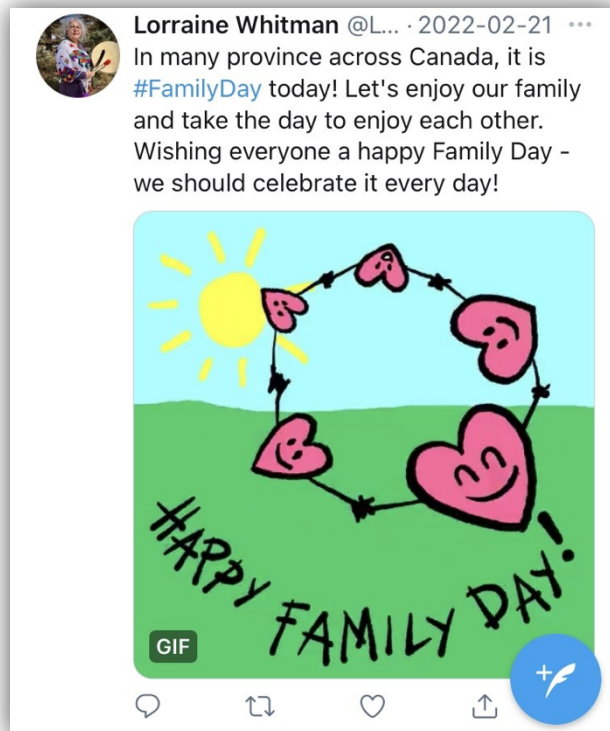 Lorraine Whitman @L... · 2022-02-21 ...
In many province across Canada, it is
#FamilyDay today! Let's enjoy our family
and take the day to enjoy each other.
Wishing everyone a happy Family Day -
we should celebrate it every day!
HAPPY FAMILY DAY!
GIF